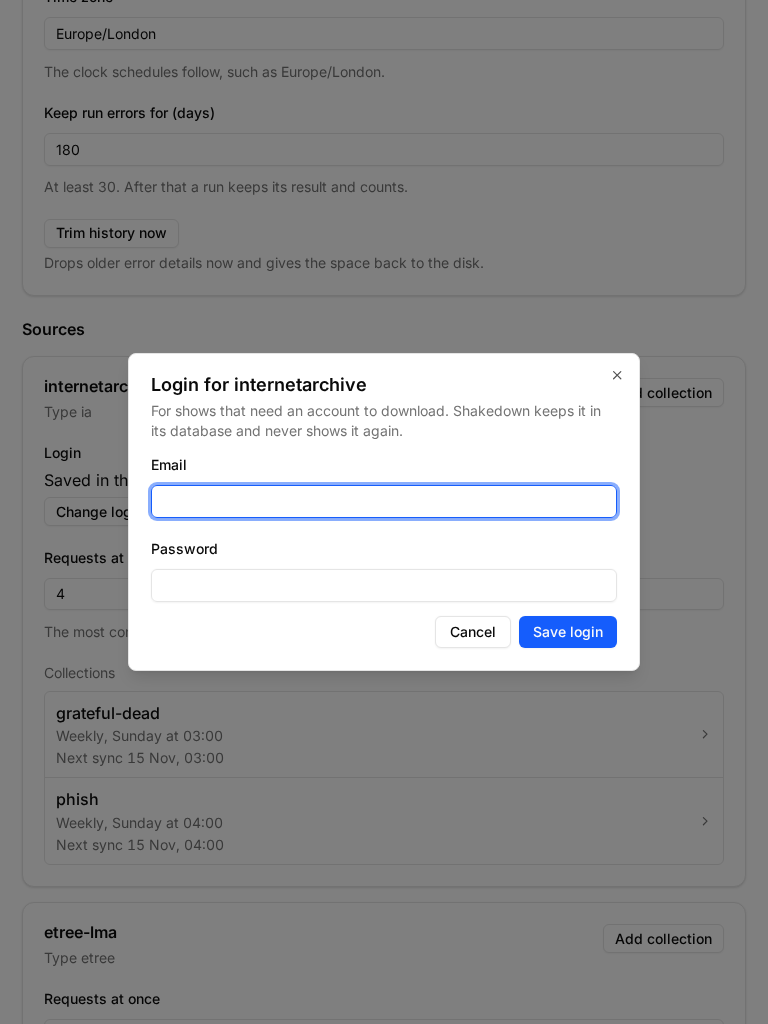 Europe/London
The clock schedules follow, such as Europe/London.
Keep run errors for (days)
180
At least 30. After that a run keeps its result and counts.
Trim history now
Drops older error details now and gives the space back to the disk.
Sources
internetarc
collection
Type ia
Login
Saved in th
Change log
Requests at
4
The most con
Login for internetarchive
For shows that need an account to download. Shakedown keeps it in
its database and never shows it again.
Email
Password
Cancel
Save login
Collections
grateful-dead
Weekly, Sunday at 03:00
Next sync 15 Nov, 03:00
phish
Weekly, Sunday at 04:00
Next sync 15 Nov, 04:00
etree-lma
Add collection
Type etree
Requests at once